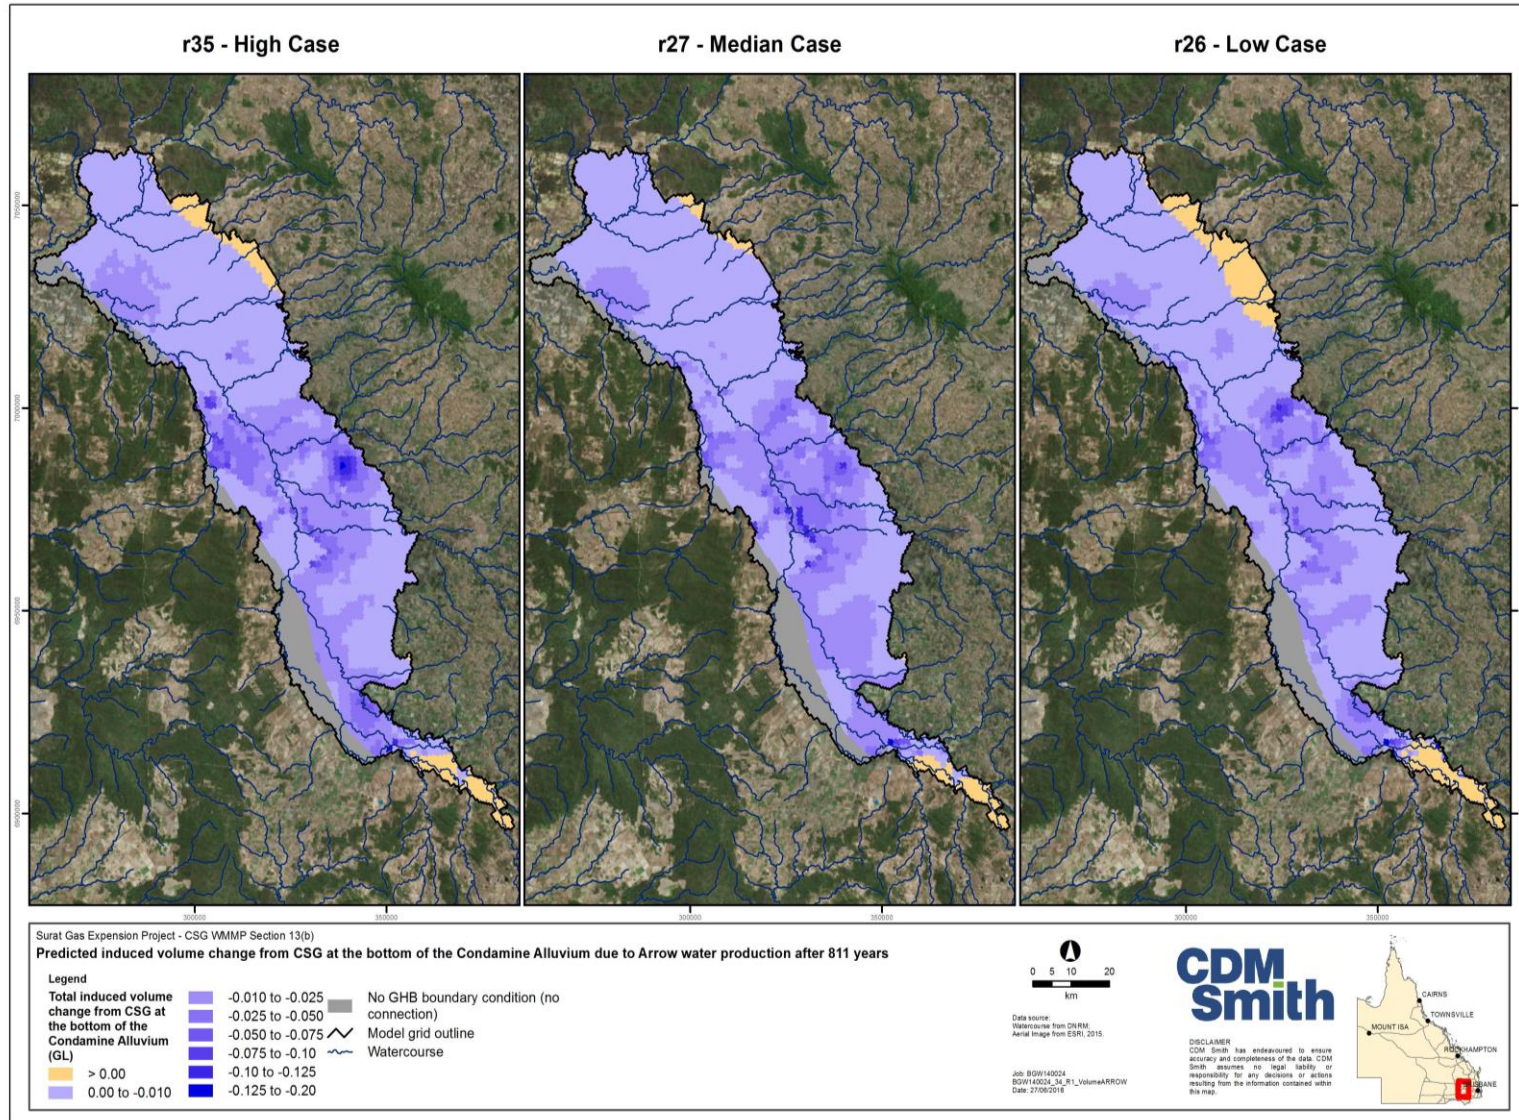 r35 - High Case
r27 - Median Case
r26 - Low Case
7050000
7000000
6950000
6900000
300000
350000
300000
350000
300000
350000
Surat Gas Expension Project - CSG WMMP Section 13(b)
Predicted induced volume change from CSG at the bottom of the Condamine Alluvium due to Arrow water production after 811 years
Legend
Total induced volume
change from CSG at
the bottom of the
Condamine Alluvium
(GL)
> 0.00
0.00 to -0.010
-0.010 to -0.025
-0.025 to -0.050
-0.050 to -0.075
-0.075 to -0.10
-0.10 to -0.125
-0.125 to -0.20
No GHB boundary condition (no
connection)
Model grid outline
Watercourse
0 5 10 20
km
Data source:
Watercourse from DNRM;
Aerial Image from ESRI, 2015.
Job: BGW140024
BGW140024_34_R1_VolumeARROW
Date: 27/06/2016
CDM
Smith
DISCLAIMER
CDM Smith has endeavoured to ensure
accuracy and completeness of the data. CDM
Smith assumes no legal liability or
responsibility for any decisions or actions
resulting from the information contained within
this map.
CAIRNS
TOWNSVILLE
MOUNT ISA
ROCKHAMPTON
BRISBANE